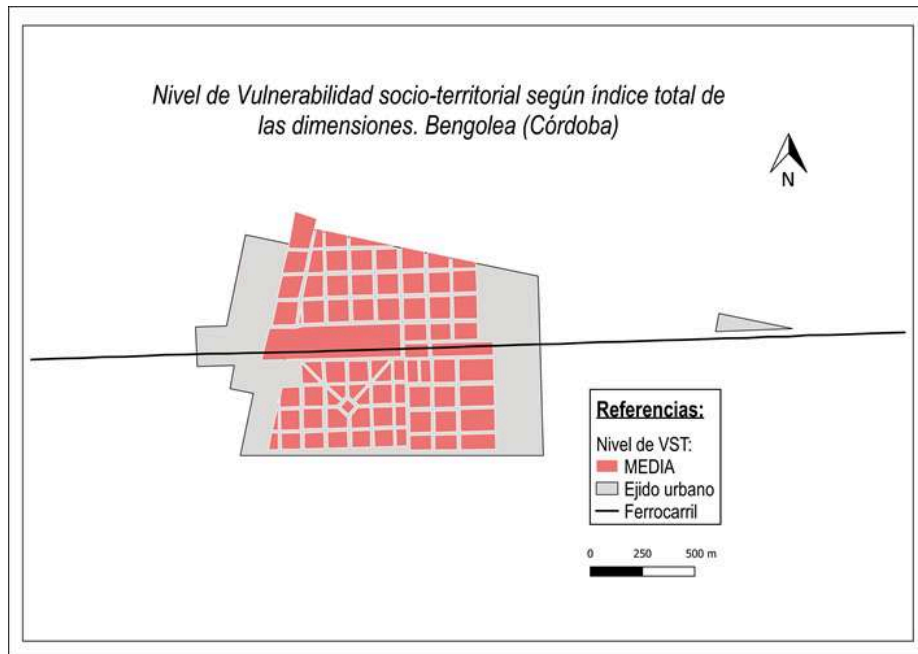 Nivel de Vulnerabilidad socio-territorial según índice total de
las dimensiones. Bengolea (Córdoba)
N
Referencias:
Nivel de VST:
MEDIA
Ejido urbano
Ferrocarril
0 250 500 m